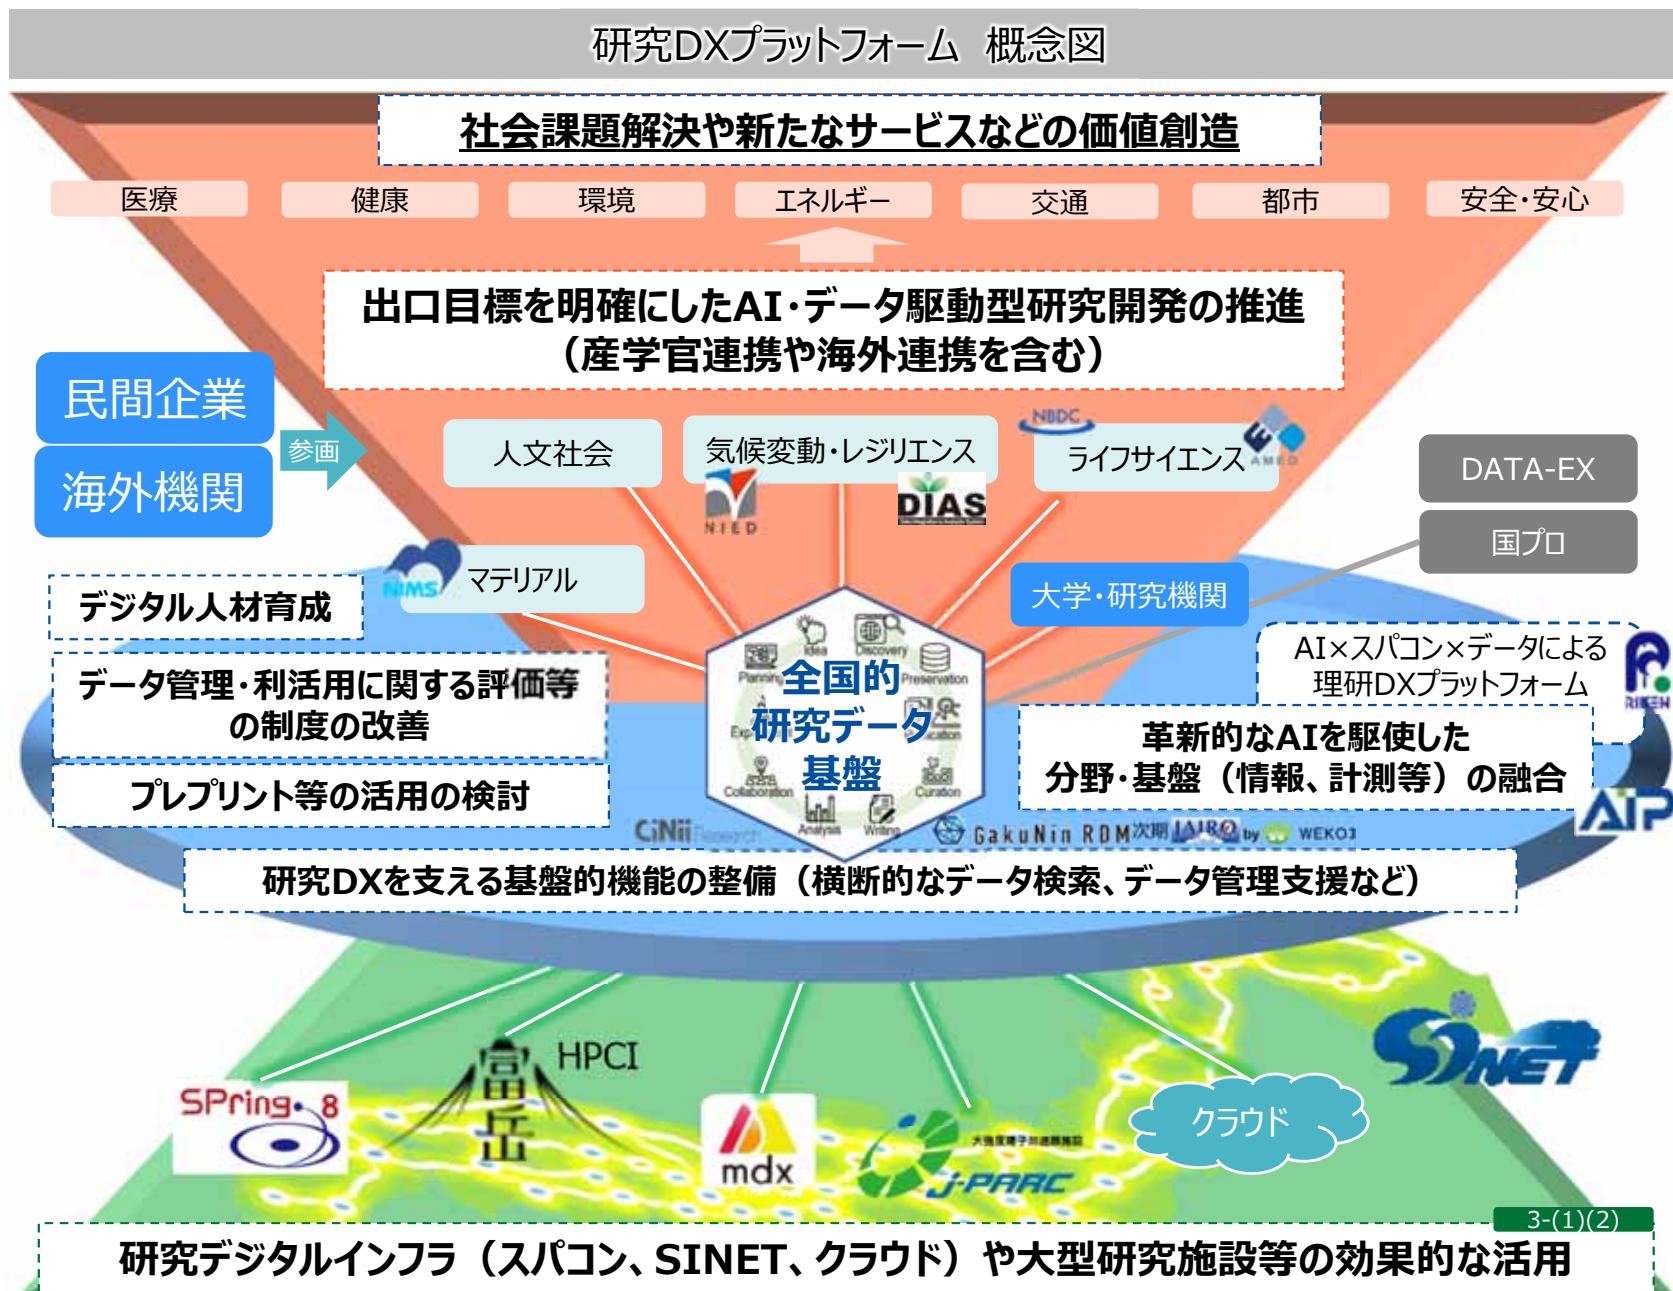 研究DXプラットフォーム 概念図
社会課題解決や新たなサービスなどの価値創造
医療
健康
環境
エネルギー
交通
都市
安全・安心
出口目標を明確にしたAI・データ駆動型研究開発の推進
（産学官連携や海外連携を含む）
民間企業
海外機関
参画
人文社会
気候変動・レジリエンス
NIED
DIAS
NBDC
ライフサイエンス
AMED
DATA-EX
国プロ
NIMS
マテリアル
大学・研究機関
デジタル人材育成
データ管理・利活用に関する評価等
の制度の改善
プレプリント等の活用の検討
Idea
Discovery
Planning
Preservation
全国的
研究データ
基盤
Collaboration
Curation
Analysis
Writing
AI×スパコン×データによる
理研DXプラットフォーム
RIKEN
革新的なAIを駆使した
分野・基盤（情報、計測等）の融合
AIP
CiNii Research
GakuNin RDM
次期 JAIRO by WEKO3
研究DXを支える基盤的機能の整備（横断的なデータ検索、データ管理支援など）
SPring-8
富岳
HPCI
mdx
J-PARC
クラウド
SINET
3-(1)(2)
研究デジタルインフラ（スパコン、SINET、クラウド）や大型研究施設等の効果的な活用